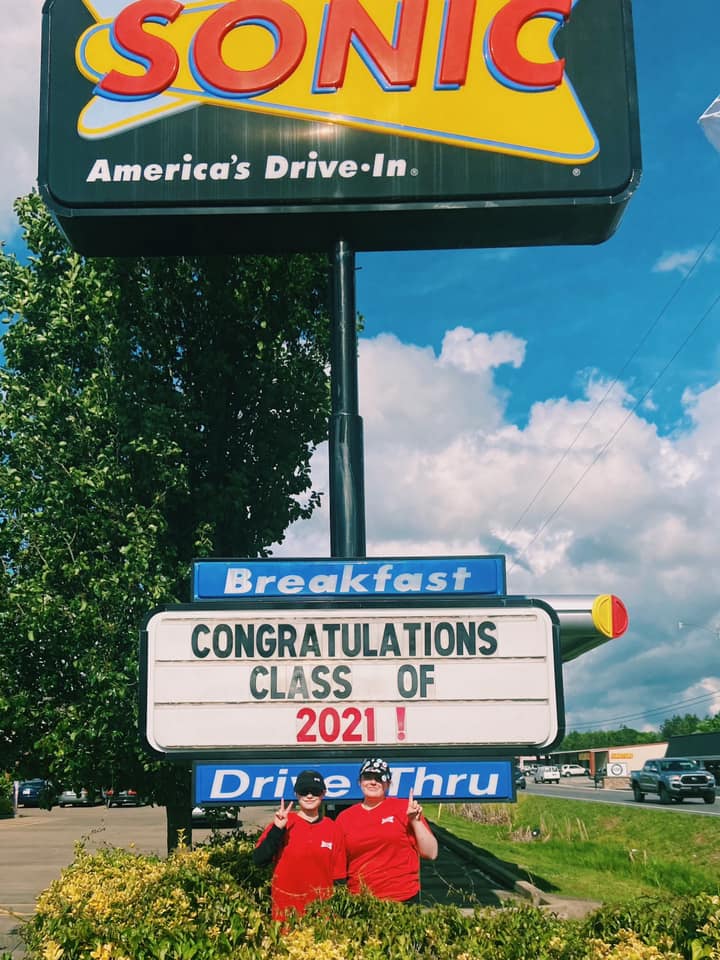 SONIC
America's Drive-In®
®
Breakfast
CONGRATULATIONS
CLASS OF
2021!
Drive Thru